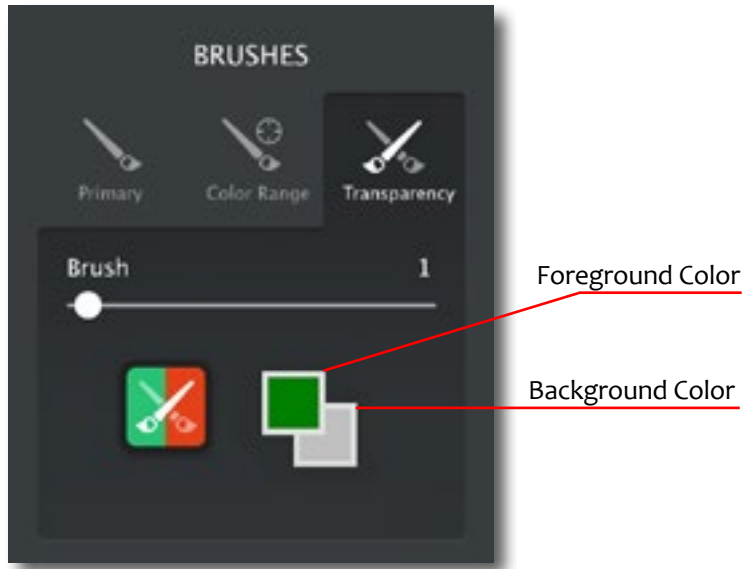 BRUSHES
Primary
Color Range
Transparency
Brush 1
Foreground Color
Background Color